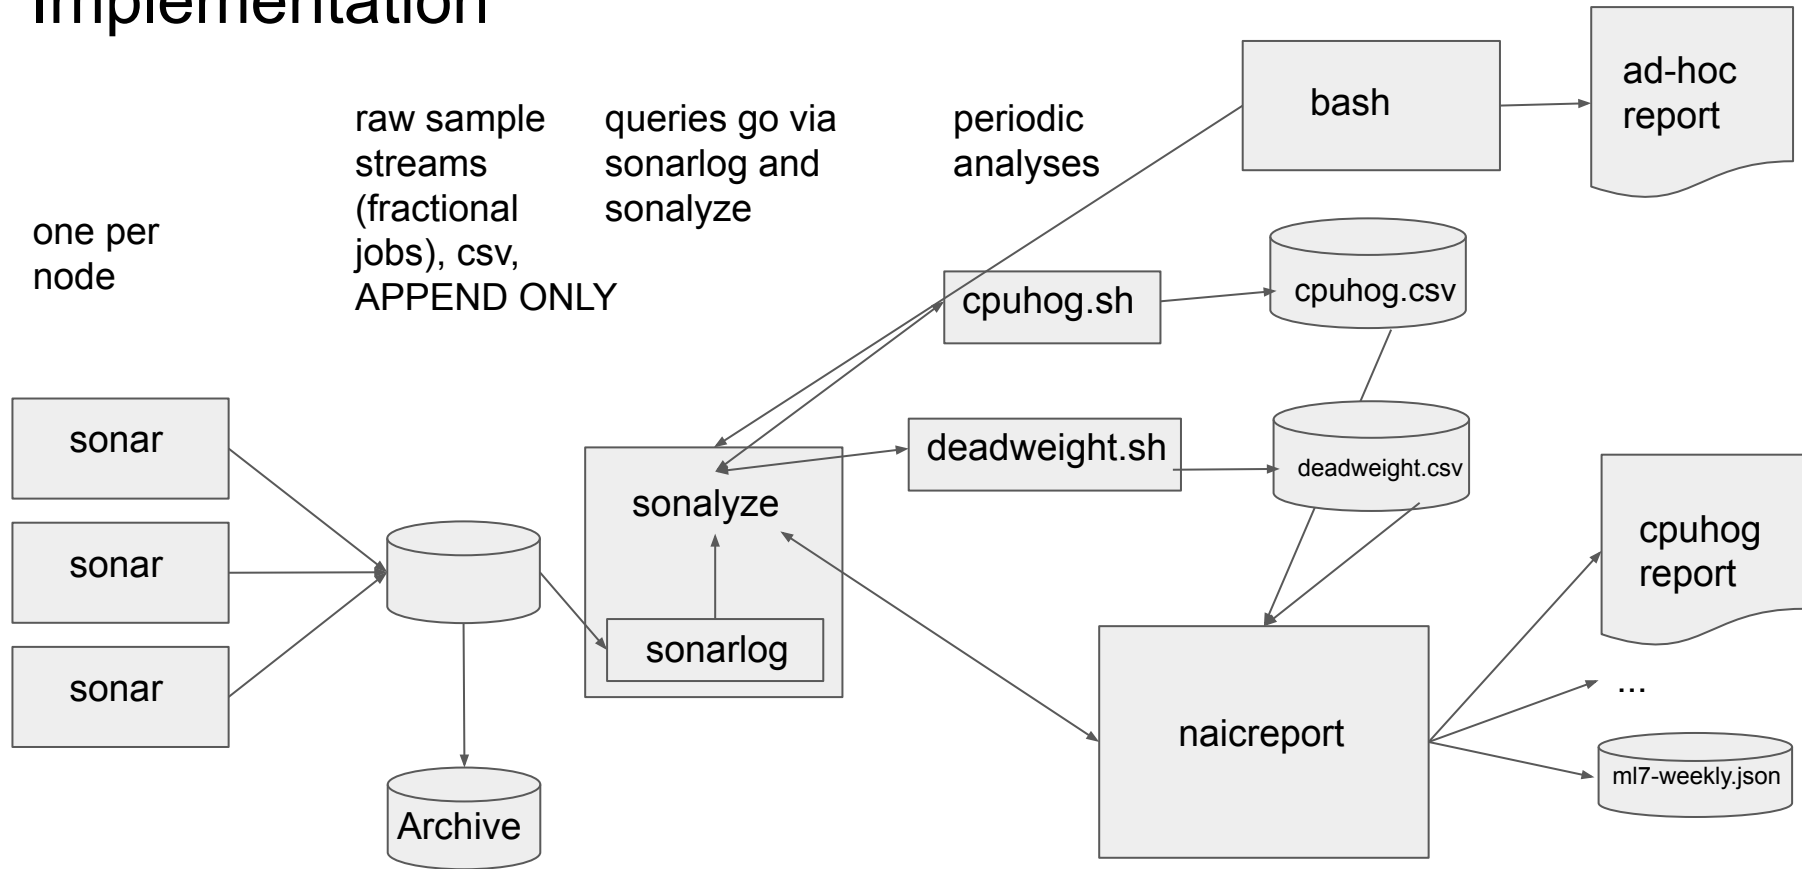 Implementation
one per
node
raw sample
streams
(fractional
jobs), csv,
APPEND ONLY
queries go via
sonarlog and
sonalyze
periodic
analyses
bash
ad-hoc
report
cpuhog.sh
cpuhog.csv
sonar
sonar
sonar
deadweight.sh
deadweight.csv
sonalyze
sonarlog
Archive
naicreport
cpuhog
report
...
ml7-weekly.json